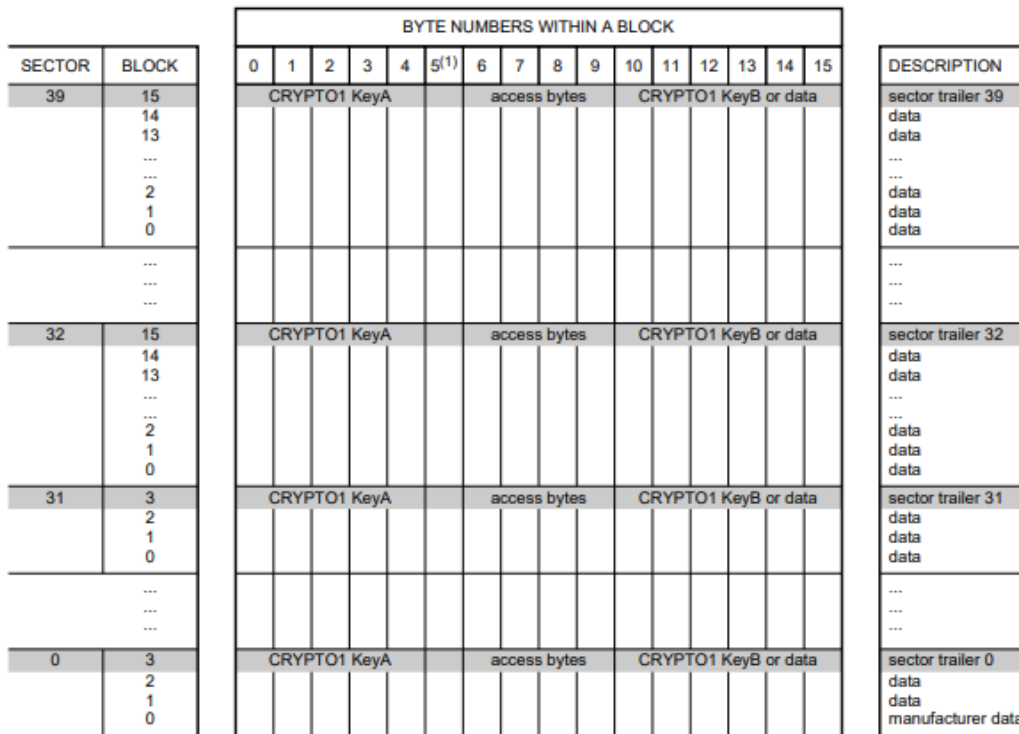 BYTE NUMBERS WITHIN A BLOCK
SECTOR BLOCK 0 1 2 3 4 5(1) 6 7 8 9 10 11 12 13 14 15 DESCRIPTION
39 15 CRYPTO1 KeyA access bytes CRYPTO1 KeyB or data sector trailer 39
14 data
13 data
... ...
... ...
2 data
1 data
0 data
... ...
... ...
... ...
32 15 CRYPTO1 KeyA access bytes CRYPTO1 KeyB or data sector trailer 32
14 data
13 data
... ...
... ...
2 data
1 data
0 data
31 3 CRYPTO1 KeyA access bytes CRYPTO1 KeyB or data sector trailer 31
2 data
1 data
0 data
... ...
... ...
... ...
0 3 CRYPTO1 KeyA access bytes CRYPTO1 KeyB or data sector trailer 0
2 data
1 data
0 manufacturer data